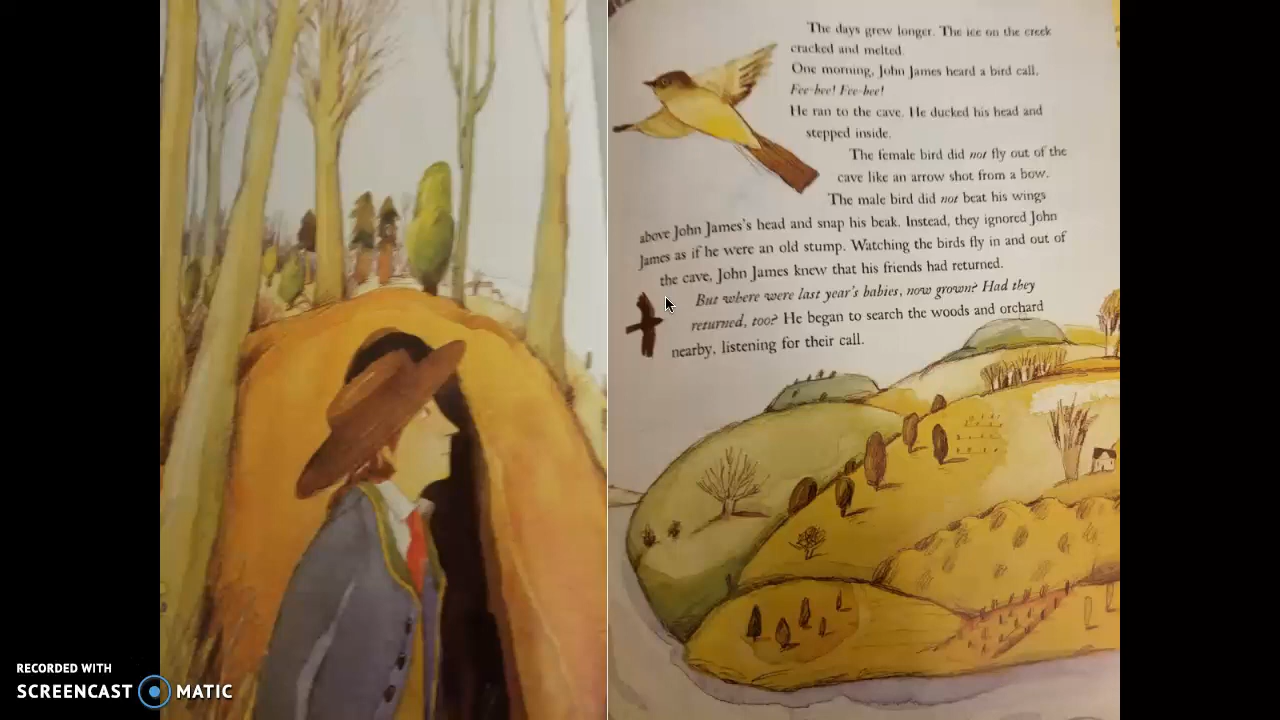 The days grew longer. The ice on the creek
cracked and melted.
One morning, John James heard a bird call,
Fee-bee! Fee-bee!
He ran to the cave. He ducked his head and
stepped inside.
The female bird did not fly out of the
cave like an arrow shot from a bow.
The male bird did not beat his wings
above John James's head and snap his beak. Instead, they ignored John
James as if he were an old stump. Watching the birds fly in and out of
the cave, John James knew that his friends had returned.
But where were last year's babies, now grown? Had they
returned, too? He began to search the woods and orchard
nearby, listening for their call.
RECORDED WITH
SCREENCAST MATIC